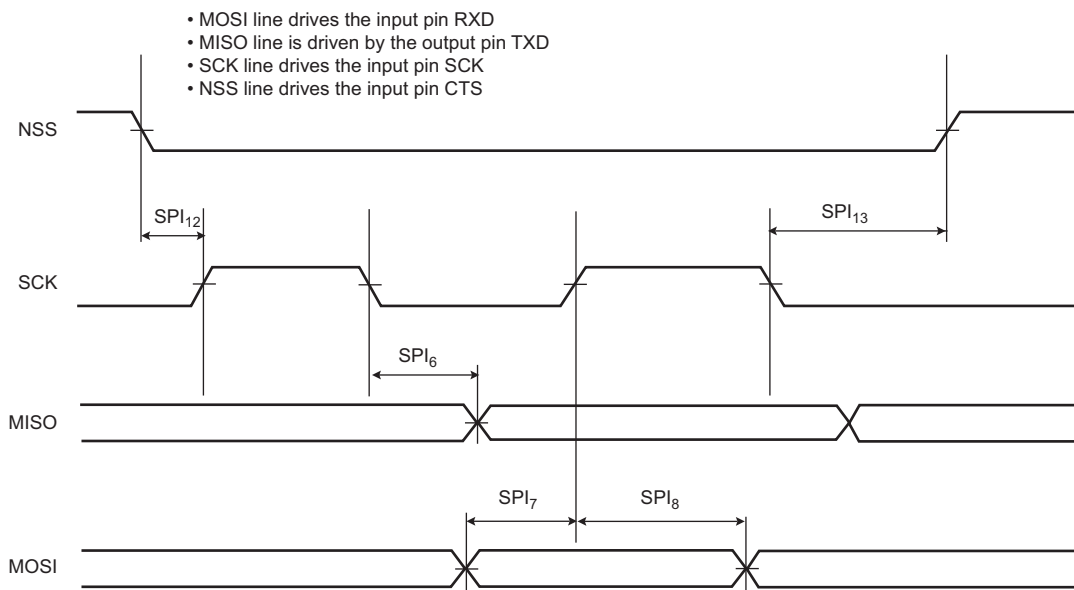 • MOSI line drives the input pin RXD
• MISO line is driven by the output pin TXD
• SCK line drives the input pin SCK
• NSS line drives the input pin CTS
NSS
SPI12
SPI13
SCK
SPI6
MISO
SPI7
SPI8
MOSI